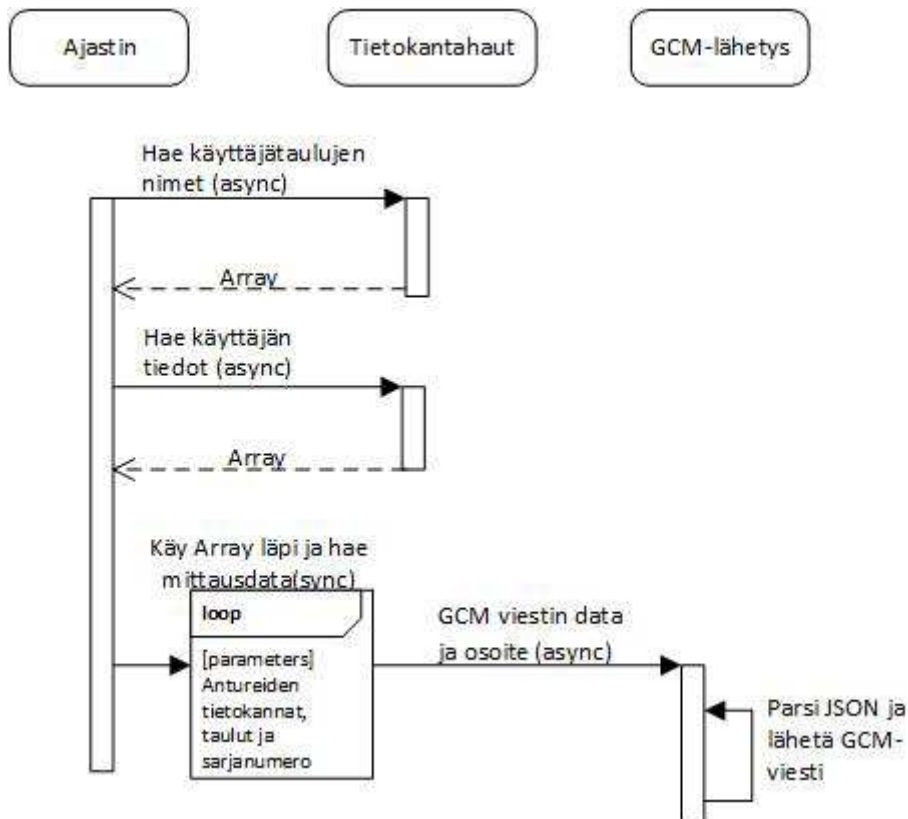 Ajastin
Tietokantahaut
GCM-lähetys
Hae käyttäjätaulujen
nimet (async)
Array
Hae käyttäjän
tiedot (async)
Array
Käy Array läpi ja hae
mittausdata(sync)
loop
[parameters]
Antureiden
tietokannat,
taulut ja
sarjanumero
GCM viestin data
ja osoite (async)
Parsi JSON ja
lähetä GCM-
viesti